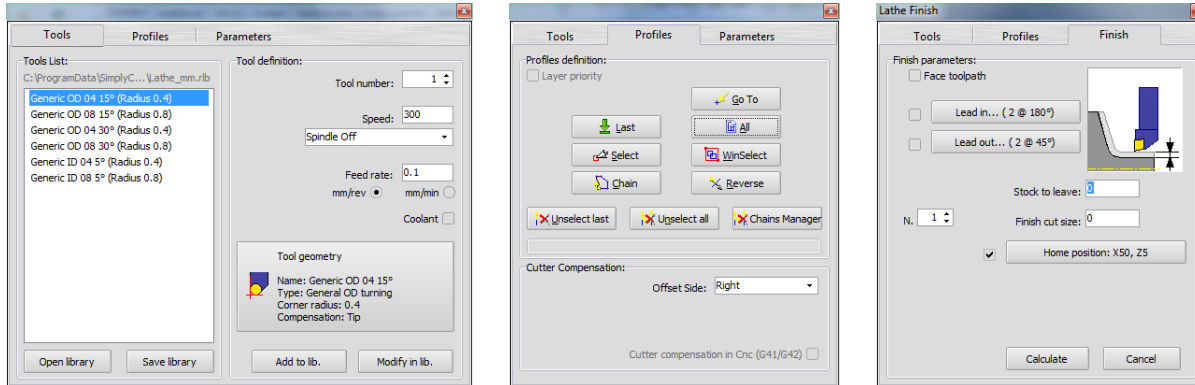 Tools Profiles Parameters
Tools List:
C:\ProgramData\SimplyC...\Lathe_mm.rlb
Generic OD 04 15° (Radius 0.4)
Generic OD 08 15° (Radius 0.8)
Generic OD 04 30° (Radius 0.4)
Generic OD 08 30° (Radius 0.8)
Generic ID 04 5° (Radius 0.4)
Generic ID 08 5° (Radius 0.8)
Open library Save library
Tool definition:
Tool number: 1
Speed: 300
Spindle Off
Feed rate: 0.1
mm/rev mm/min
Coolant
Tool geometry
Name: Generic OD 04 15°
Type: General OD turning
Corner radius: 0.4
Compensation: Tip
Add to lib. Modify in lib.
Tools Profiles Parameters
Profiles definition:
Layer priority
Go To
Last All
Select WinSelect
Chain Reverse
Unselect last Unselect all Chains Manager
Cutter Compensation:
Offset Side: Right
Cutter compensation in Cnc (G41/G42)
Lathe Finish
Tools Profiles Finish
Finish parameters:
Face toolpath
Lead in... ( 2 @ 180°)
Lead out... ( 2 @ 45°)
Stock to leave: 0
N. 1 Finish cut size: 0
Home position: X50, Z5
Calculate Cancel